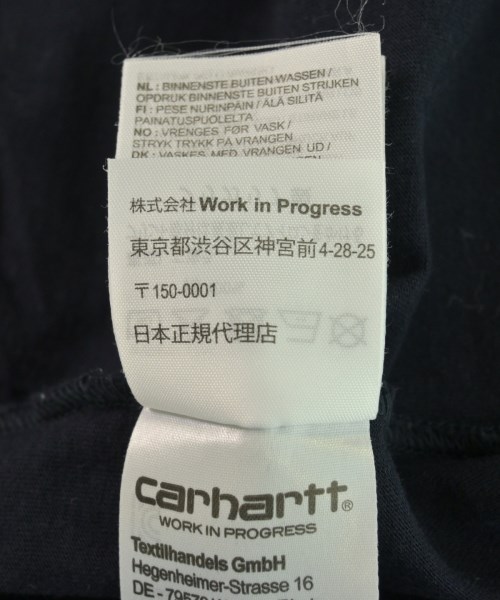 NL : BINNENSTE BUITEN WASSEN /
OPDRUK BINNENSTE BUITEN STRIJKEN
FI : PESE NURINPÄIN / ÄLÄ SILITÄ
PAINATUSPUOLELTA
NO : VRENGES FØR VASK /
STRYK TRYKK PÅ VRANGEN
DK : VASKES MED VRANGEN UD /
株式会社 Work in Progress
東京都渋谷区神宮前4-28-25
〒150-0001
日本正規代理店
carhartt®
WORK IN PROGRESS
Textilhandels GmbH
Hegenheimer-Strasse 16